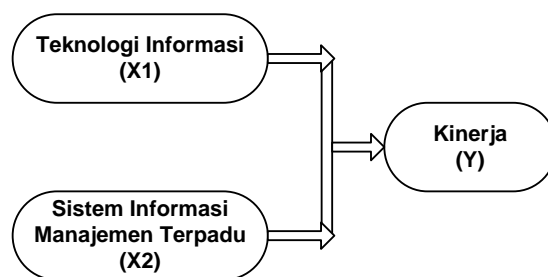 Teknologi Informasi
(X1)
Kinerja
(Y)
Sistem Informasi
Manajemen Terpadu
(X2)